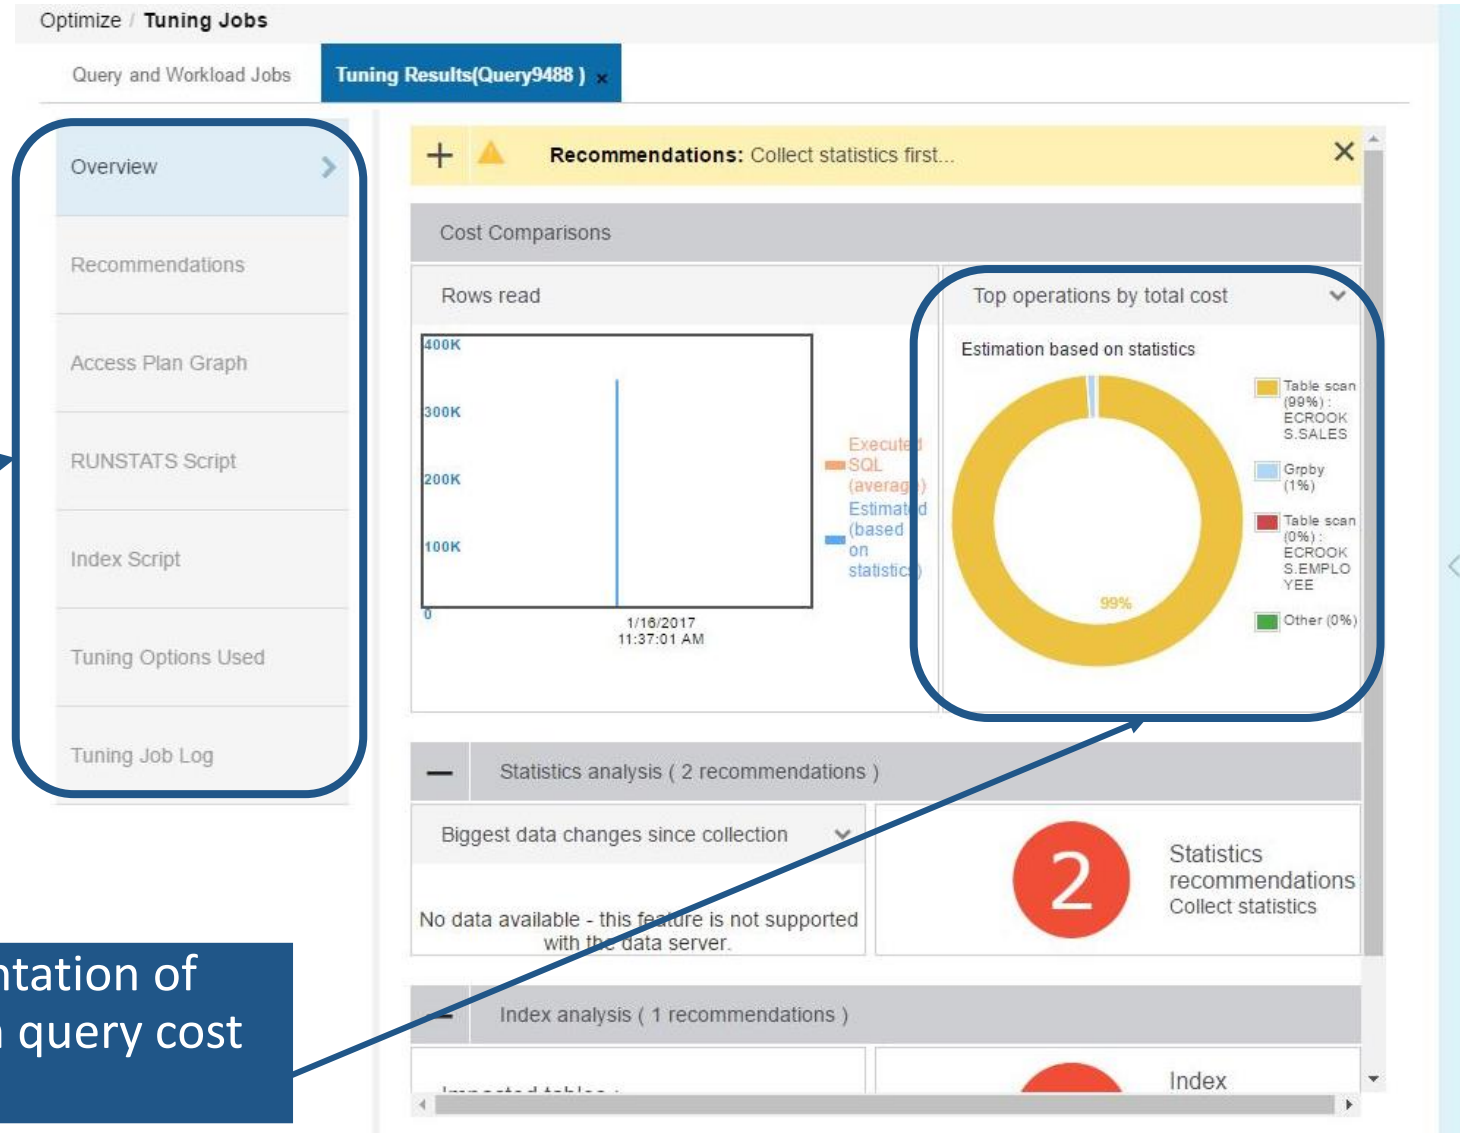 Optimize / Tuning Jobs
Query and Workload Jobs
Tuning Results(Query9488 ) x
Overview
Recommendations
Access Plan Graph
RUNSTATS Script
Index Script
Tuning Options Used
Tuning Job Log
Recommendations: Collect statistics first...
Cost Comparisons
Rows read
400K
300K
200K
100K
0
1/16/2017
11:37:01 AM
Executed
SQL
(average)
Estimated
(based
on
statistics)
Top operations by total cost
Estimation based on statistics
99%
Table scan
(99%) :
ECROOK
S.SALES
Grpby
(1%)
Table scan
(0%) :
ECROOK
S.EMPLO
YEE
Other (0%)
Statistics analysis ( 2 recommendations )
Biggest data changes since collection
No data available - this feature is not supported
with the data server.
2
Statistics
recommendations
Collect statistics
Index analysis ( 1 recommendations )
Index
ntation of
query cost